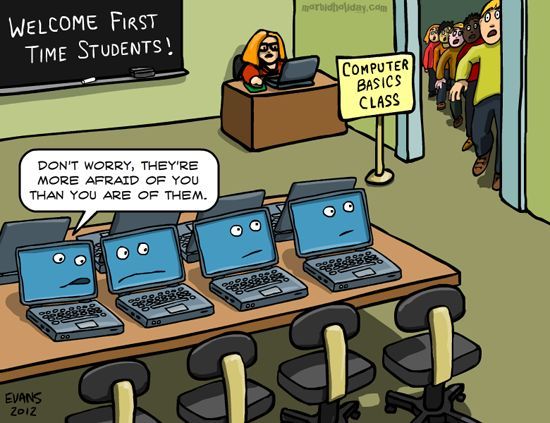 morbidholiday.com
WELCOME FIRST
TIME STUDENTS!
COMPUTER
BASICS
CLASS
DON'T WORRY, THEY'RE
MORE AFRAID OF YOU
THAN YOU ARE OF THEM.
EVANS
2012